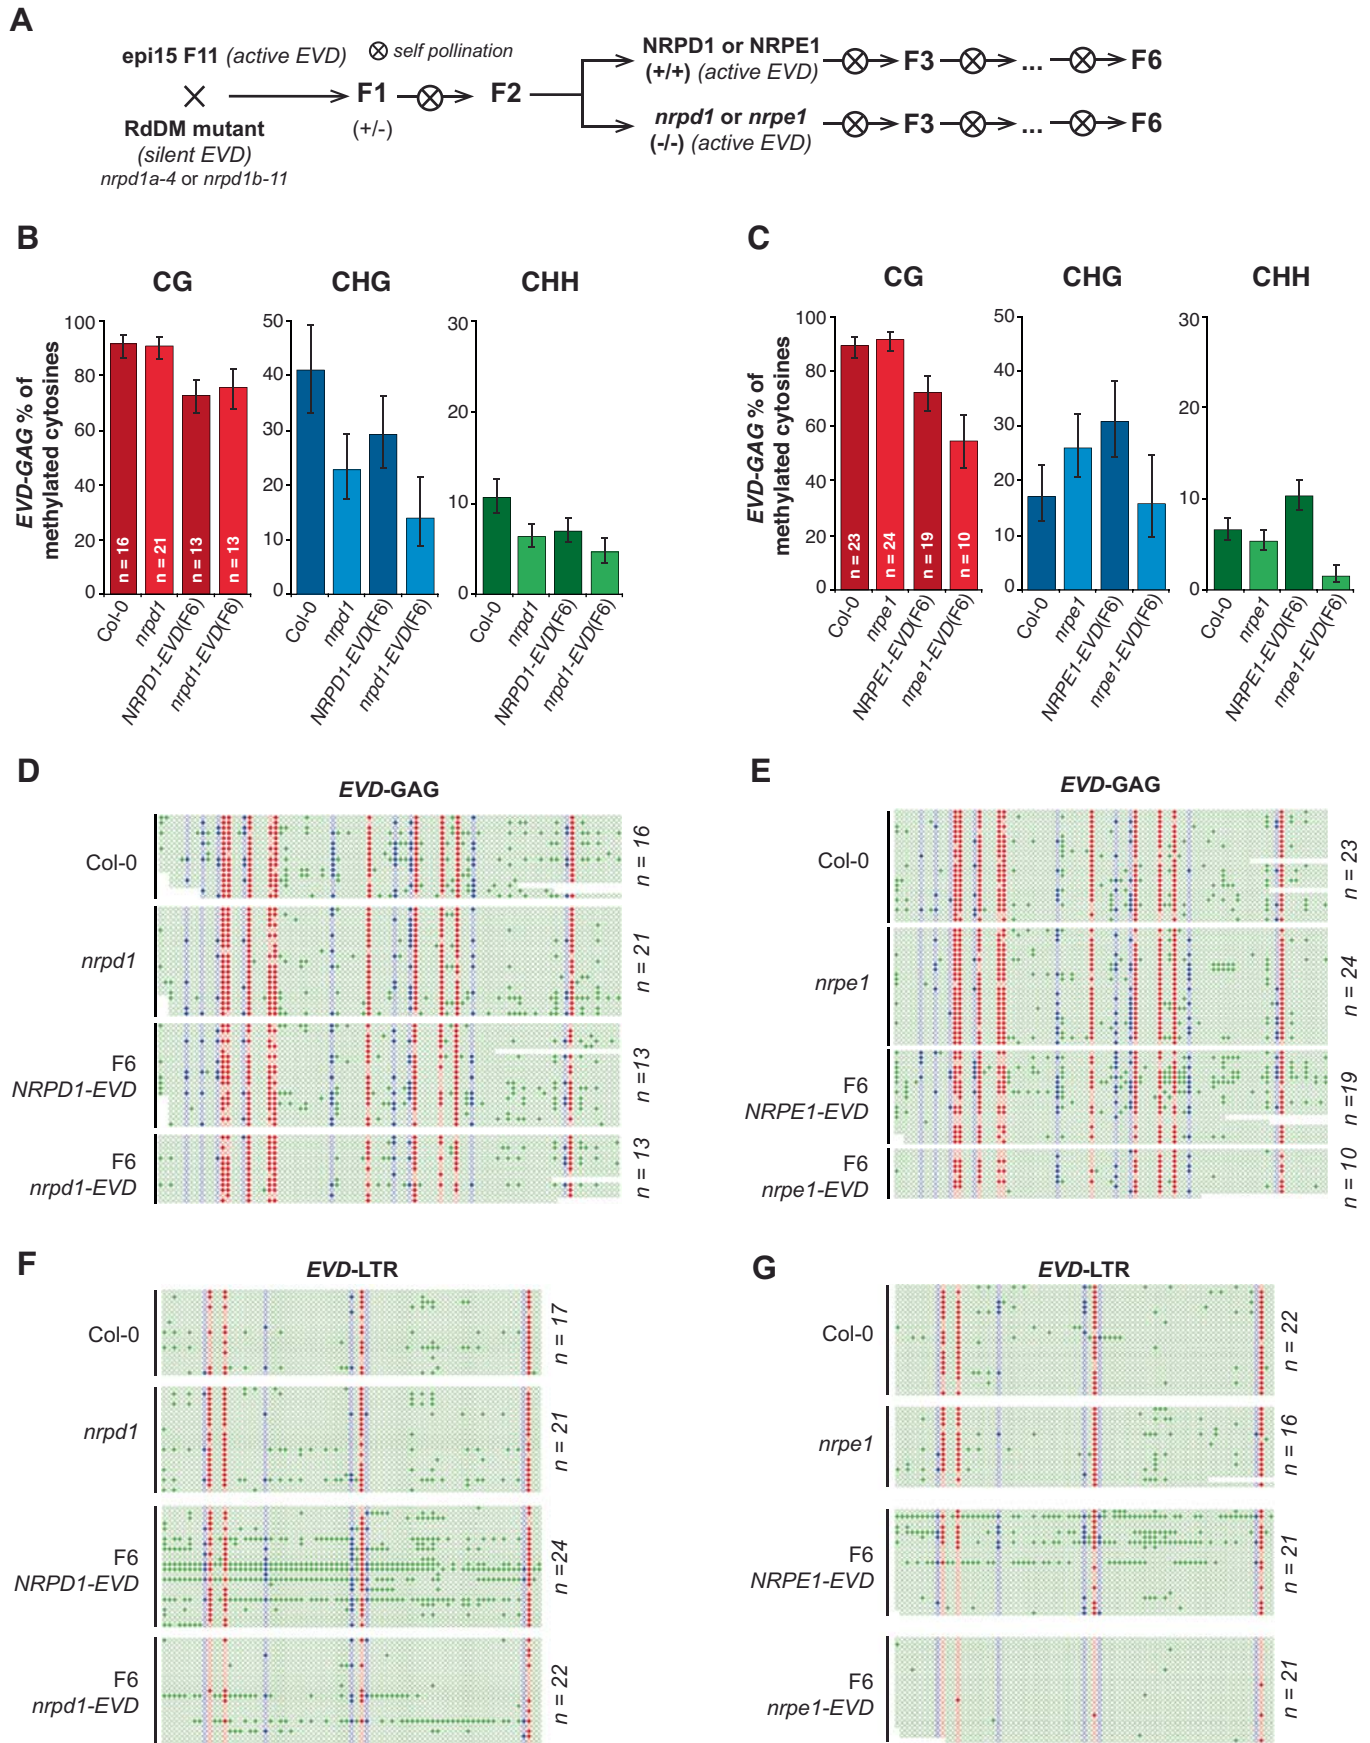 A
epi15 F11 (active EVD)
self pollination
RdDM mutant
(silent EVD)
nrpd1a-4 or nrpd1b-11
F1
(+/-)
F2
NRPD1 or NRPE1
(+/+) (active EVD)
F3
...
F6
nrpd1 or nrpe1
(-/-) (active EVD)
F3
...
F6
B
EVD-GAG % of
methylated cytosines
CG
100
80
60
40
20
0
n = 16
n = 21
n = 13
n = 13
Col-0
nrpd1
NRPD1-EVD(F6)
nrpd1-EVD(F6)
CHG
50
40
30
20
10
0
Col-0
nrpd1
NRPD1-EVD(F6)
nrpd1-EVD(F6)
CHH
30
20
10
0
Col-0
nrpd1
NRPD1-EVD(F6)
nrpd1-EVD(F6)
C
EVD-GAG % of
methylated cytosines
CG
100
80
60
40
20
0
n = 23
n = 24
n = 19
n = 10
Col-0
nrpe1
NRPE1-EVD(F6)
nrpe1-EVD(F6)
CHG
50
40
30
20
10
0
Col-0
nrpe1
NRPE1-EVD(F6)
nrpe1-EVD(F6)
CHH
30
20
10
0
Col-0
nrpe1
NRPE1-EVD(F6)
nrpe1-EVD(F6)
D
EVD-GAG
Col-0
n = 16
nrpd1
n = 21
F6
NRPD1-EVD
n=13
F6
nrpd1-EVD
n = 13
E
EVD-GAG
Col-0
n = 23
nrpe1
n = 24
F6
NRPE1-EVD
n =19
F6
nrpe1-EVD
n = 10
F
EVD-LTR
Col-0
n = 17
nrpd1
n = 21
F6
NRPD1-EVD
n =24
F6
nrpd1-EVD
n = 22
G
EVD-LTR
Col-0
n = 22
nrpe1
n = 16
F6
NRPE1-EVD
n = 21
F6
nrpe1-EVD
n = 21